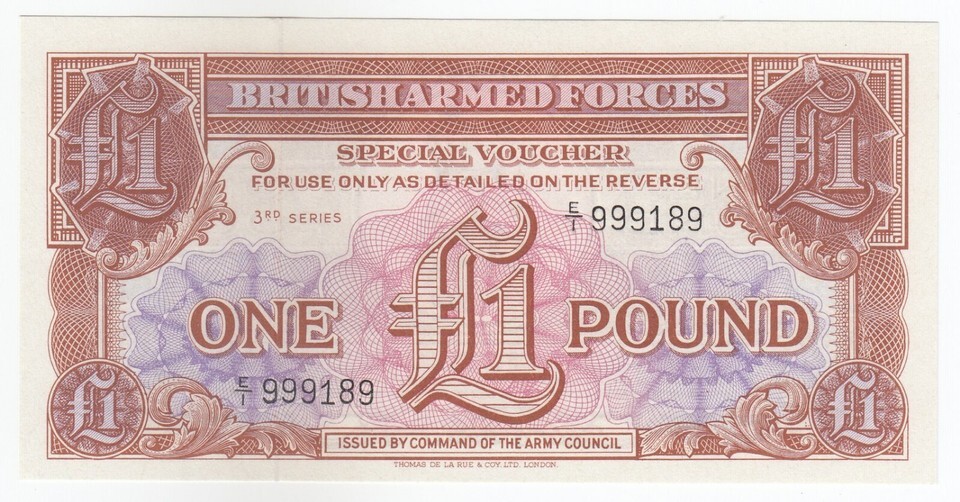 £1 BRITISH ARMED FORCES £1
SPECIAL VOUCHER
FOR USE ONLY AS DETAILED ON THE REVERSE
3RD SERIES
E/1 999189
ONE £1 POUND
E/1 999189
£1 £1
ISSUED BY COMMAND OF THE ARMY COUNCIL
THOMAS DE LA RUE & COY. LTD. LONDON.